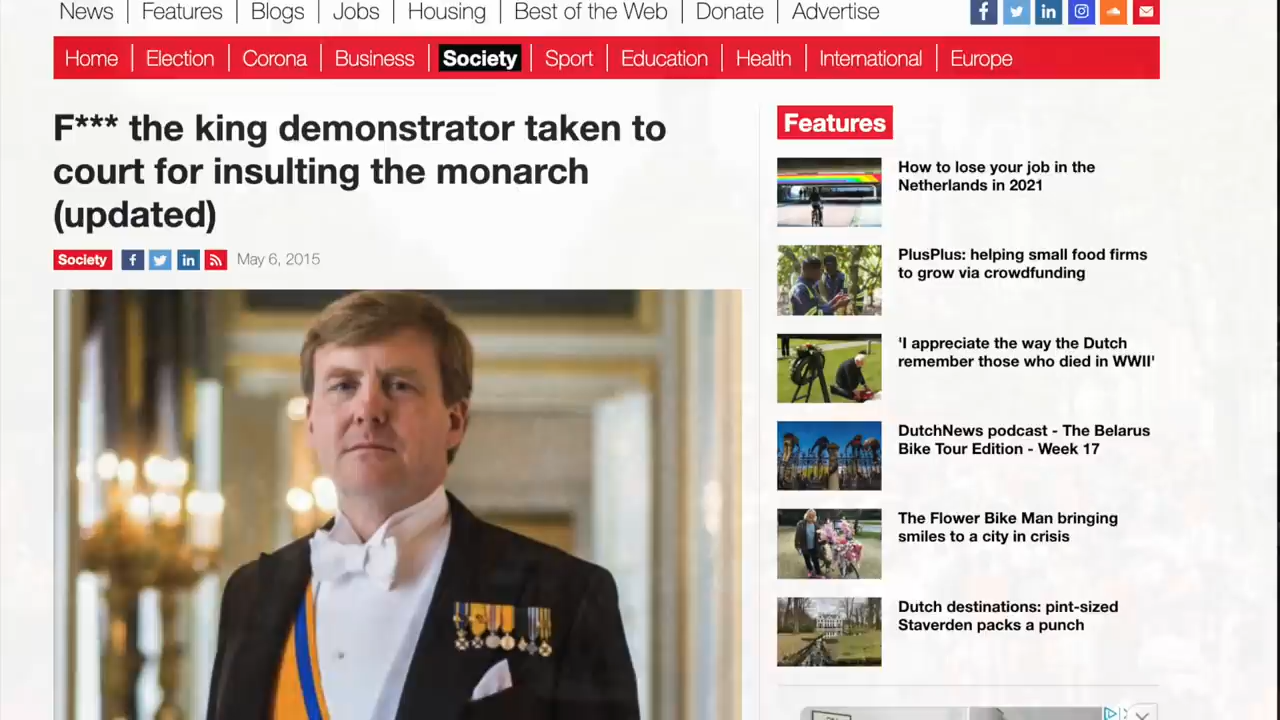 News Features Blogs Jobs Housing Best of the Web Donate Advertise
Home Election Corona Business Society Sport Education Health International Europe
F*** the king demonstrator taken to
court for insulting the monarch
(updated)
Society May 6, 2015
Features
How to lose your job in the
Netherlands in 2021
PlusPlus: helping small food firms
to grow via crowdfunding
'I appreciate the way the Dutch
remember those who died in WWII'
DutchNews podcast - The Belarus
Bike Tour Edition - Week 17
The Flower Bike Man bringing
smiles to a city in crisis
Dutch destinations: pint-sized
Staverden packs a punch